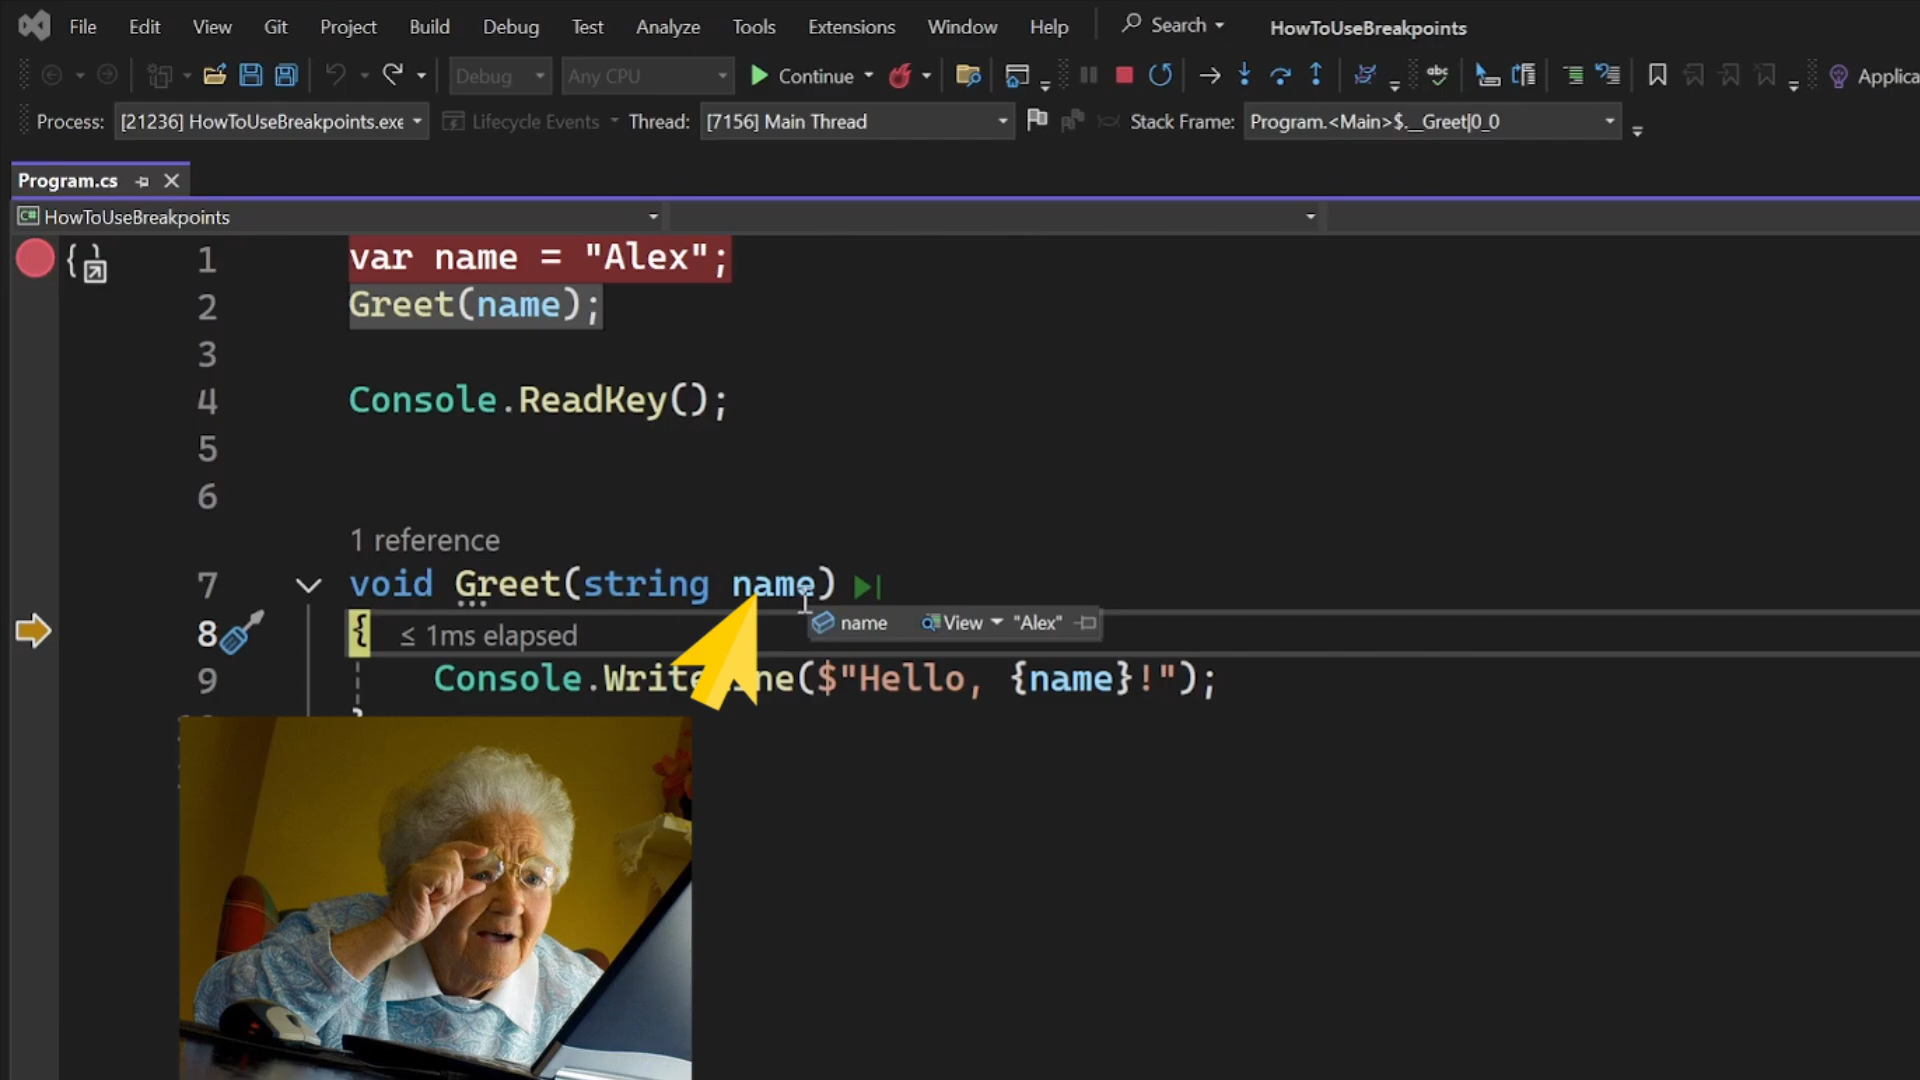 File Edit View Git Project Build Debug Test Analyze Tools Extensions Window Help Search HowToUseBreakpoints
Debug Any CPU Continue Applica
Process: [21236] HowToUseBreakpoints.exe Lifecycle Events Thread: [7156] Main Thread Stack Frame: Program.<Main>$.__Greet|0_0
Program.cs
C# HowToUseBreakpoints
1 var name = "Alex";
2 Greet(name);
3
4 Console.ReadKey();
5
6
1 reference
7 void Greet(string name)
8 { ≤ 1ms elapsed name View "Alex"
9 Console.WriteLine($"Hello, {name}!");